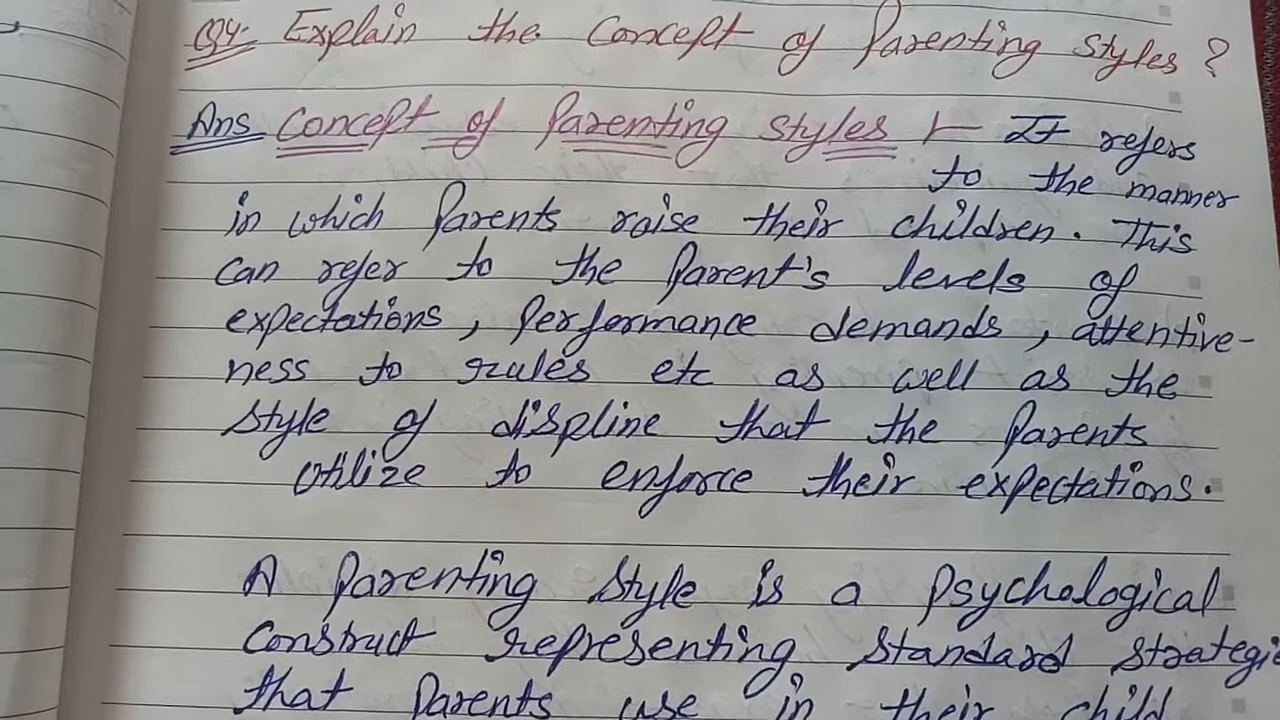 Q4. Explain the Concept of Parenting Styles ?
Ans Concept of Parenting Styles :- It refers
to the manner
in which Parents raise their children. This
can refer to the Parent's levels of
expectations, Performance demands, attentive-
ness to rules etc as well as the
Style of displine that the Parents
utilize to enforce their expectations.
A Parenting Style is a Psychological
Construct representing Standard Strategi
that Parents use in their child